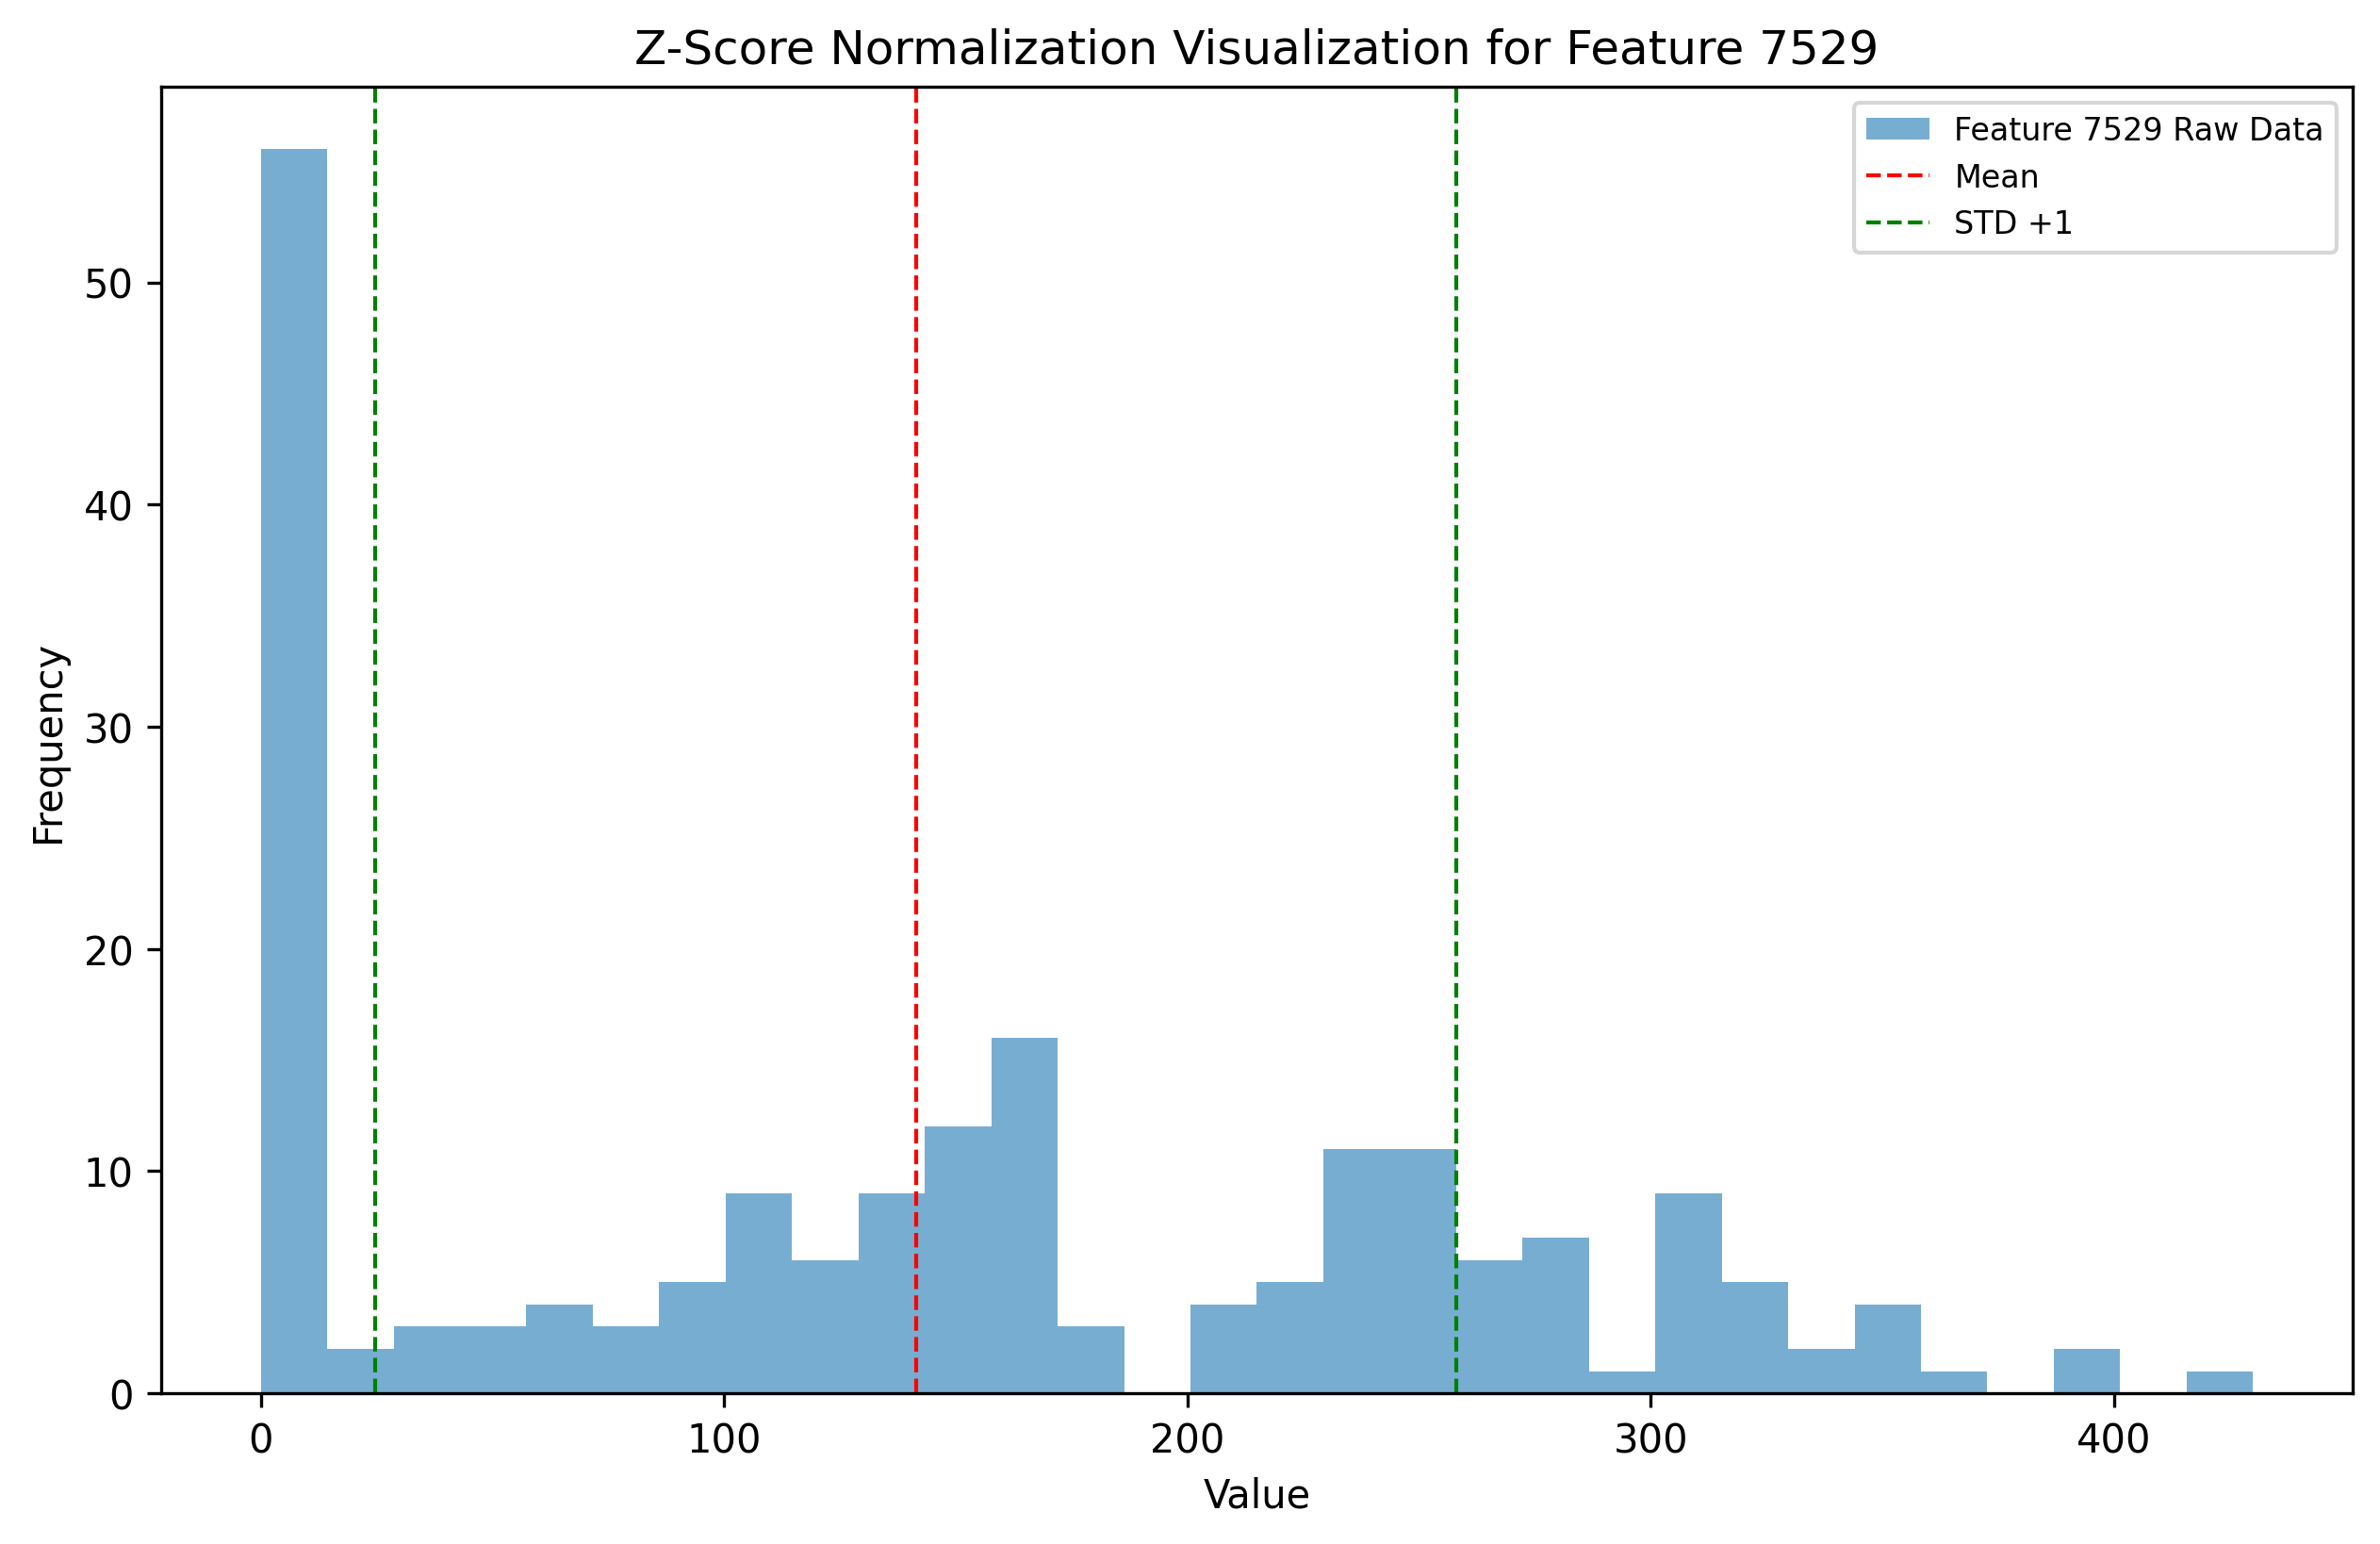 Z-Score Normalization Visualization for Feature 7529
Feature 7529 Raw Data
Mean
STD +1
50
40
30
20
10
0
Frequency
0 100 200 300 400
Value